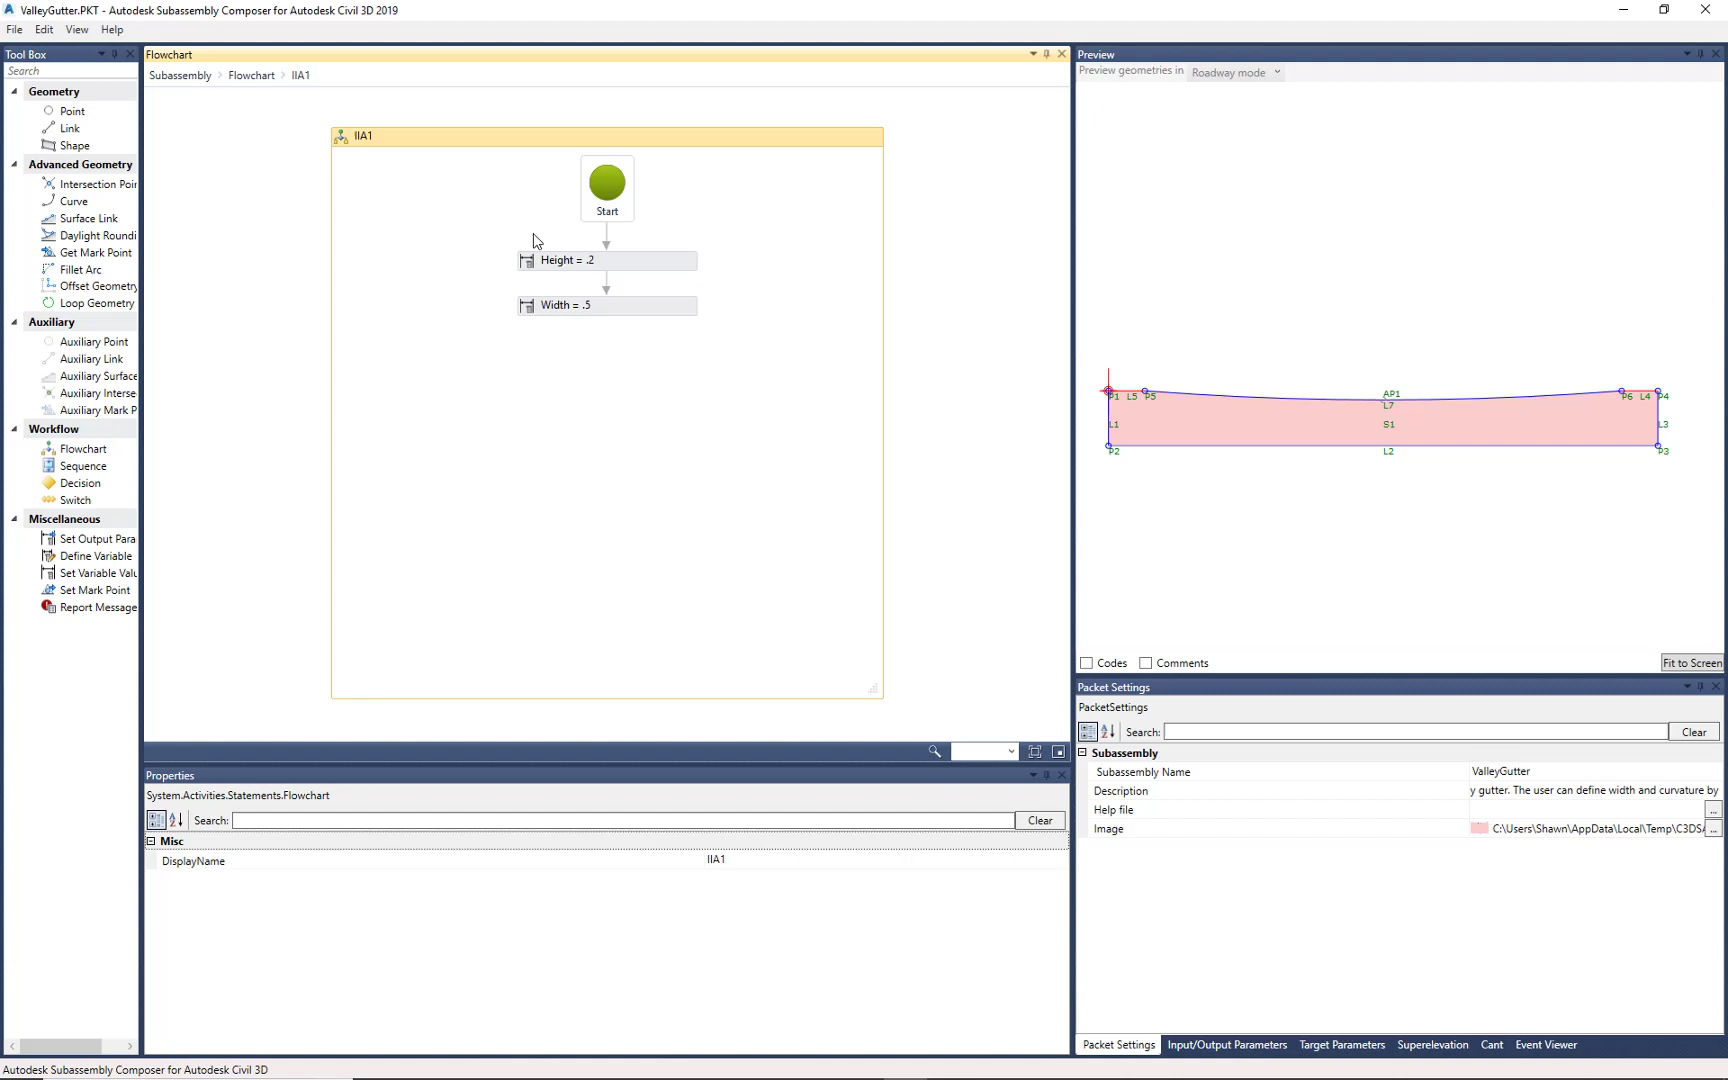 ValleyGutter.PKT - Autodesk Subassembly Composer for Autodesk Civil 3D 2019
File Edit View Help
Tool Box
Search
Geometry
Point
Link
Shape
Advanced Geometry
Intersection Poin
Curve
Surface Link
Daylight Roundi
Get Mark Point
Fillet Arc
Offset Geometry
Loop Geometry
Auxiliary
Auxiliary Point
Auxiliary Link
Auxiliary Surface
Auxiliary Interse
Auxiliary Mark P
Workflow
Flowchart
Sequence
Decision
Switch
Miscellaneous
Set Output Para
Define Variable
Set Variable Valu
Set Mark Point
Report Message
Flowchart
Subassembly Flowchart IIA1
IIA1
Start
Height = .2
Width = .5
Properties
System.Activities.Statements.Flowchart
Search: Clear
Misc
DisplayName IIA1
Preview
Preview geometries in Roadway mode
P1 L5 P5 AP1 P6 L4 P4
L7
L1 S1 L3
P2 L2 P3
Codes Comments Fit to Screen
Packet Settings
PacketSettings
Search: Clear
Subassembly
Subassembly Name ValleyGutter
Description y gutter. The user can define width and curvature by
Help file ...
Image C:\Users\Shawn\AppData\Local\Temp\C3DSA ...
Packet Settings Input/Output Parameters Target Parameters Superelevation Cant Event Viewer
Autodesk Subassembly Composer for Autodesk Civil 3D